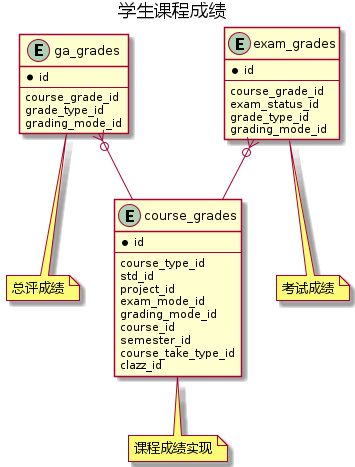 学生课程成绩
E ga_grades
id
course_grade_id
grade_type_id
grading_mode_id
E exam_grades
id
course_grade_id
exam_status_id
grade_type_id
grading_mode_id
E course_grades
id
course_type_id
std_id
project_id
exam_mode_id
grading_mode_id
course_id
semester_id
course_take_type_id
clazz_id
总评成绩
考试成绩
课程成绩实现